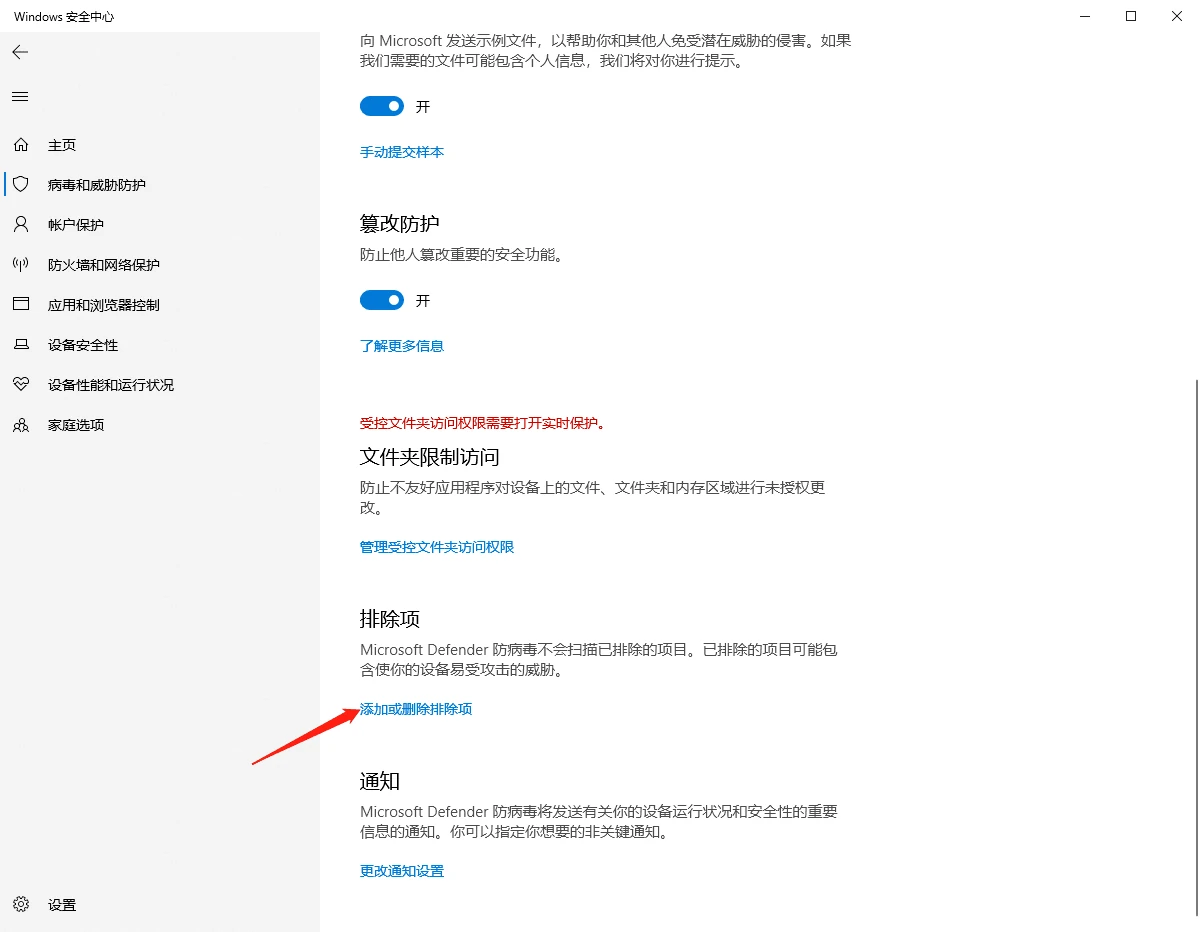 Windows 安全中心
主页
病毒和威胁防护
帐户保护
防火墙和网络保护
应用和浏览器控制
设备安全性
设备性能和运行状况
家庭选项
设置
向 Microsoft 发送示例文件，以帮助你和其他人免受潜在威胁的侵害。如果
我们需要的文件可能包含个人信息，我们将对你进行提示。
开
手动提交样本
篡改防护
防止他人篡改重要的安全功能。
开
了解更多信息
受控文件夹访问权限需要打开实时保护。
文件夹限制访问
防止不友好应用程序对设备上的文件、文件夹和内存区域进行未授权更
改。
管理受控文件夹访问权限
排除项
Microsoft Defender 防病毒不会扫描已排除的项目。已排除的项目可能包
含使你的设备易受攻击的威胁。
添加或删除排除项
通知
Microsoft Defender 防病毒将发送有关你的设备运行状况和安全性的重要
信息的通知。你可以指定你想要的非关键通知。
更改通知设置